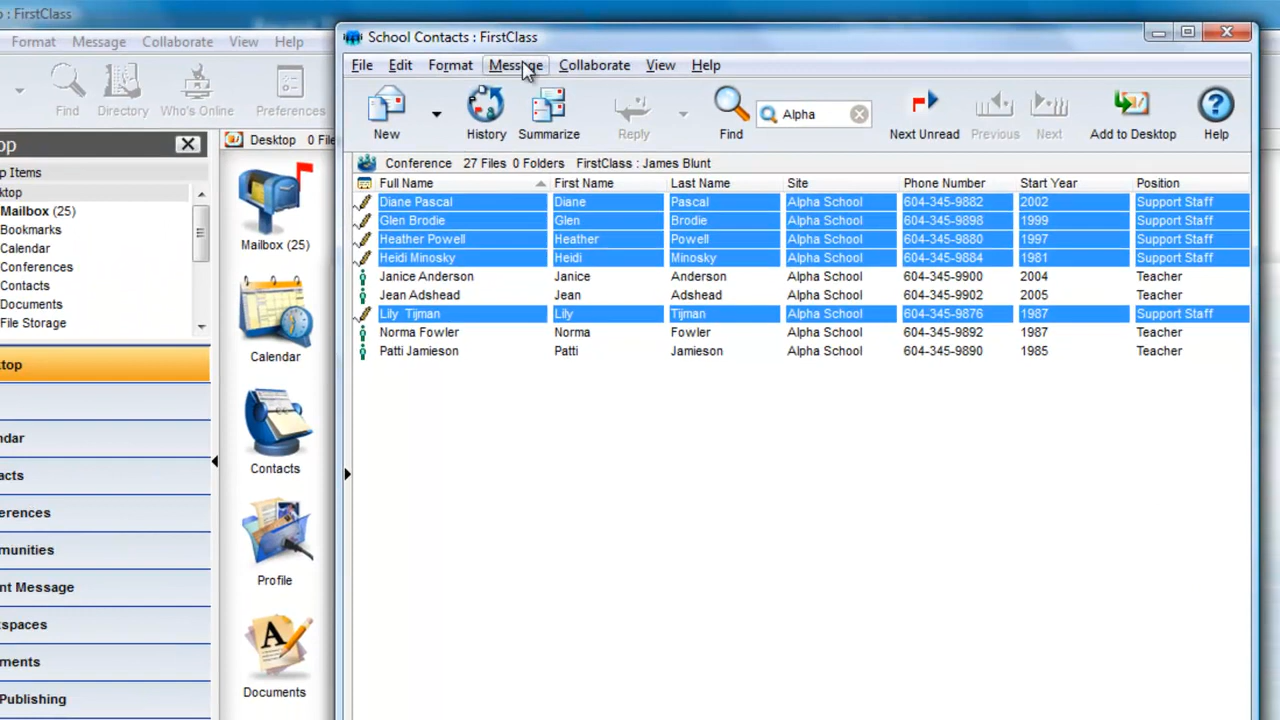 : FirstClass
Format Message Collaborate View Help
Find Directory Who's Online Preferences
op
Desktop 0 File
p Items
ktop
Mailbox (25)
Bookmarks
Calendar
Conferences
Contacts
Documents
File Storage
top
ndar
acts
erences
munities
nt Message
kspaces
ments
Publishing
Mailbox (25)
Calendar
Contacts
Profile
Documents
School Contacts : FirstClass
File Edit Format Message Collaborate View Help
Alpha
New History Summarize Reply Find Next Unread Previous Next Add to Desktop Help
Conference 27 Files 0 Folders FirstClass : James Blunt
Full Name First Name Last Name Site Phone Number Start Year Position
Diane Pascal Diane Pascal Alpha School 604-345-9882 2002 Support Staff
Glen Brodie Glen Brodie Alpha School 604-345-9898 1999 Support Staff
Heather Powell Heather Powell Alpha School 604-345-9880 1997 Support Staff
Heidi Minosky Heidi Minosky Alpha School 604-345-9884 1981 Support Staff
Janice Anderson Janice Anderson Alpha School 604-345-9900 2004 Teacher
Jean Adshead Jean Adshead Alpha School 604-345-9902 2005 Teacher
Lily Tijman Lily Tijman Alpha School 604-345-9876 1987 Support Staff
Norma Fowler Norma Fowler Alpha School 604-345-9892 1987 Teacher
Patti Jamieson Patti Jamieson Alpha School 604-345-9890 1985 Teacher